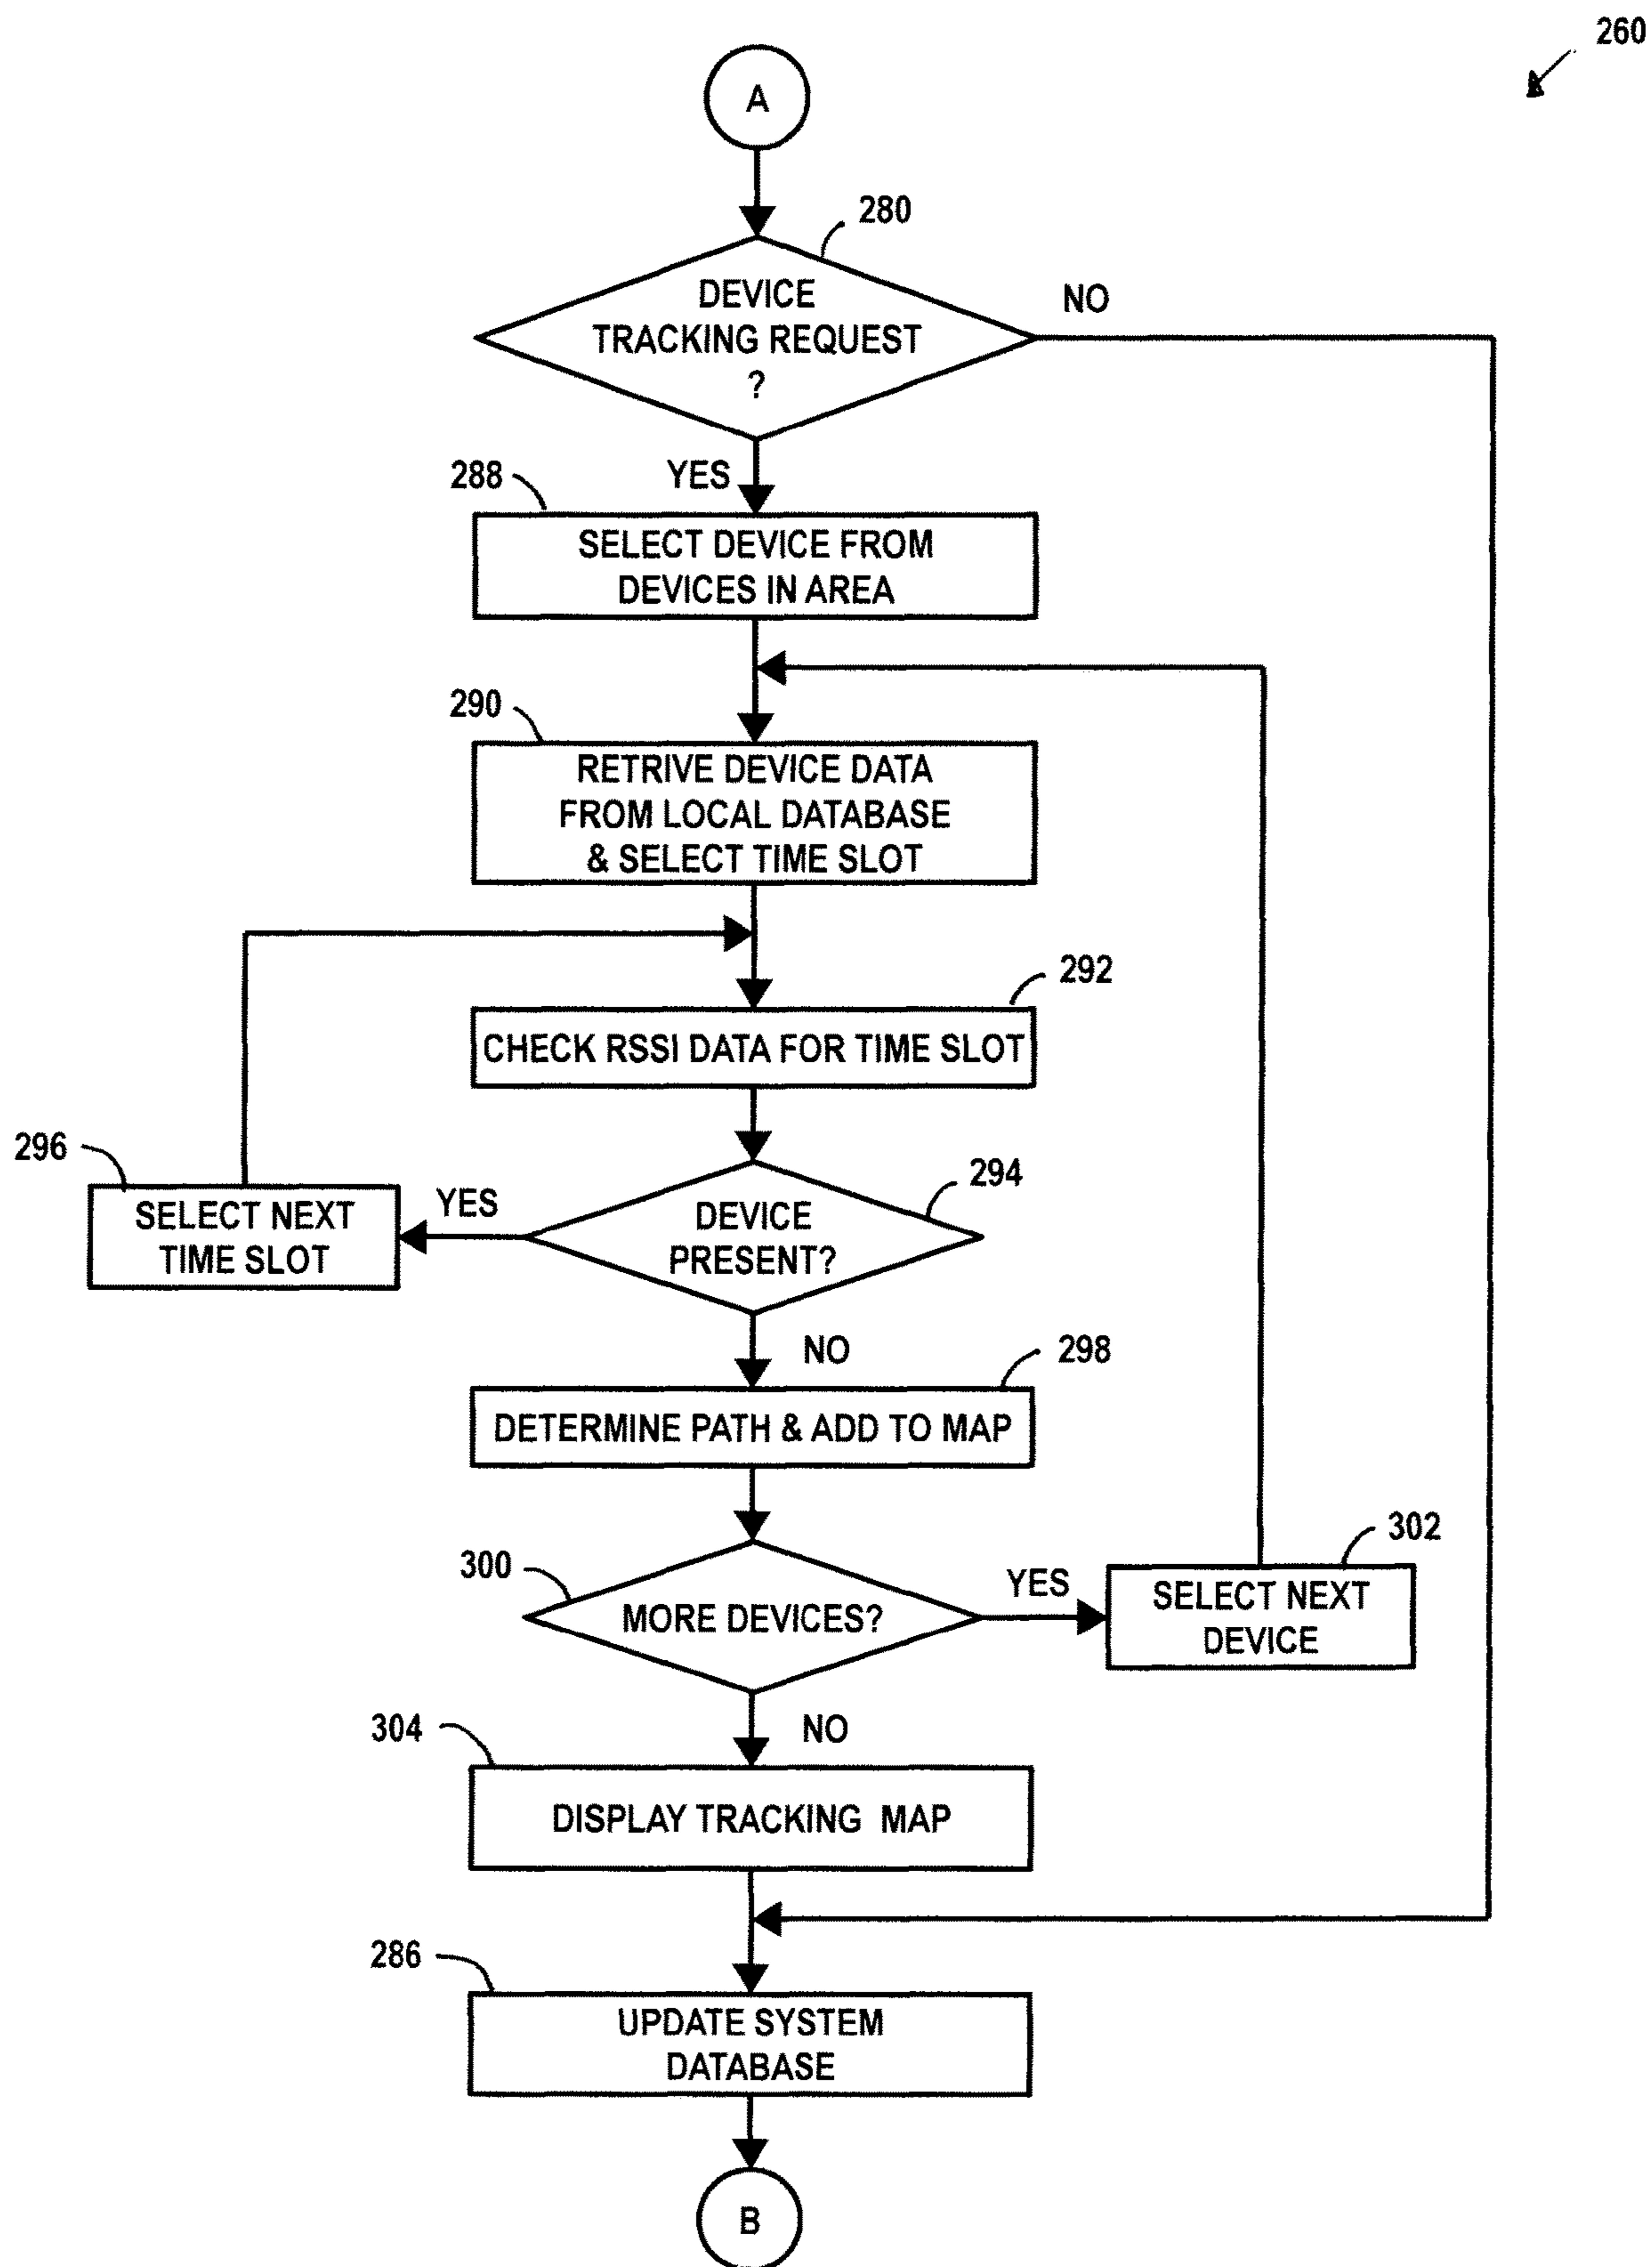 260
A
280
DEVICE
TRACKING REQUEST
?
NO
YES
288
SELECT DEVICE FROM
DEVICES IN AREA
290
RETRIVE DEVICE DATA
FROM LOCAL DATABASE
& SELECT TIME SLOT
292
CHECK RSSI DATA FOR TIME SLOT
296
SELECT NEXT
TIME SLOT
YES
294
DEVICE
PRESENT?
NO
298
DETERMINE PATH & ADD TO MAP
300
MORE DEVICES?
YES
302
SELECT NEXT
DEVICE
NO
304
DISPLAY TRACKING MAP
286
UPDATE SYSTEM
DATABASE
B